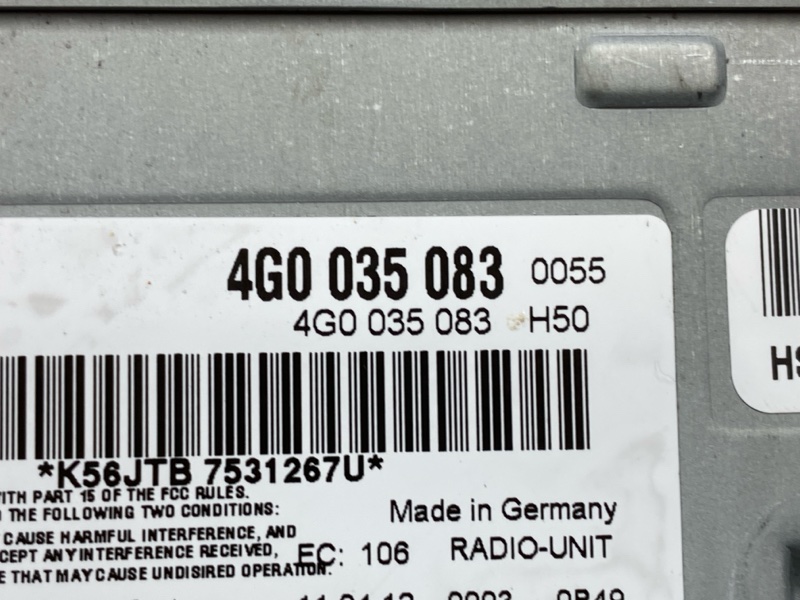 4G0 035 083 0055
4G0 035 083 H50
*K56JTB 7531267U*
WITH PART 15 OF THE FCC RULES.
THE FOLLOWING TWO CONDITIONS:
CAUSE HARMFUL INTERFERENCE, AND
ACCEPT ANY INTERFERENCE RECEIVED,
E THAT MAY CAUSE UNDISIRED OPERATION.
Made in Germany
FC: 106 RADIO-UNIT
HS